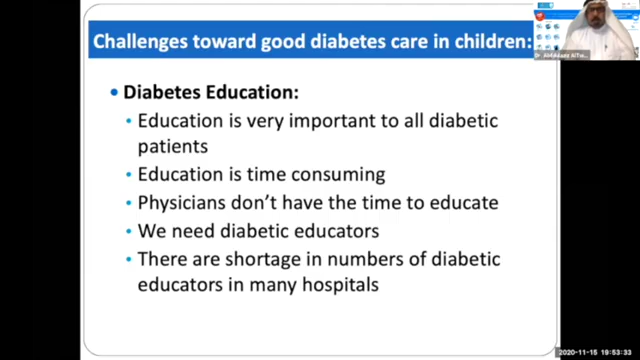 Challenges toward good diabetes care in children:
• Diabetes Education:
• Education is very important to all diabetic
patients
• Education is time consuming
• Physicians don't have the time to educate
• We need diabetic educators
• There are shortage in numbers of diabetic
educators in many hospitals
2020-11-15 19:53:33